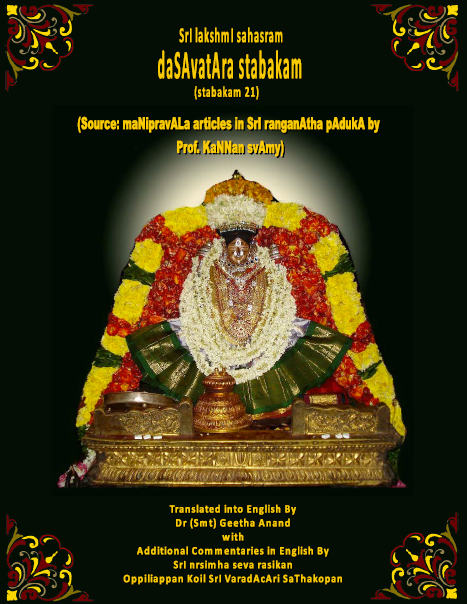 SrI lakshmI sahasram
daSAvatAra stabakam
(stabakam 21)
(Source: maNipravALa articles in SrI ranganAtha pAdukA by
Prof. KaNNan svAmy)
Translated into English By
Dr (Smt) Geetha Anand
with
Additional Commentaries in English By
SrI nrsimha seva rasikan
Oppiliappan Koil SrI VaradAcAri SaThakopan